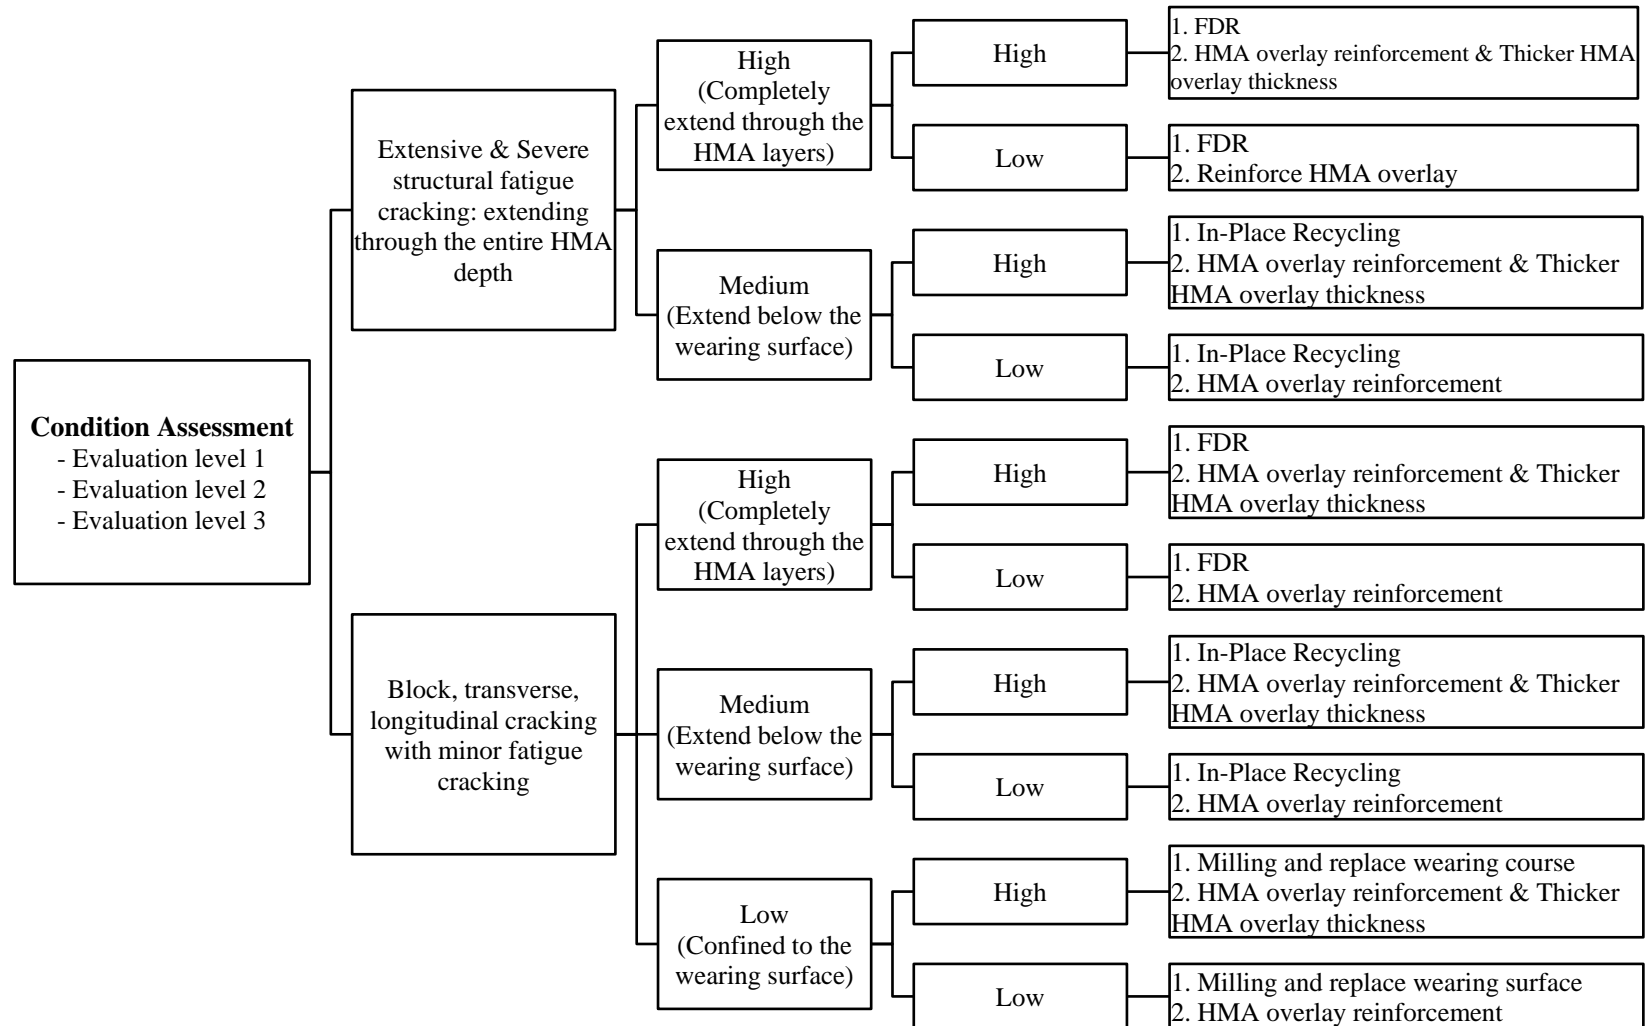 Condition Assessment
- Evaluation level 1
- Evaluation level 2
- Evaluation level 3
Extensive & Severe
structural fatigue
cracking: extending
through the entire HMA
depth
High
(Completely
extend through the
HMA layers)
High
1. FDR
2. HMA overlay reinforcement & Thicker HMA
overlay thickness
Low
1. FDR
2. Reinforce HMA overlay
Medium
(Extend below the
wearing surface)
High
1. In-Place Recycling
2. HMA overlay reinforcement & Thicker
HMA overlay thickness
Low
1. In-Place Recycling
2. HMA overlay reinforcement
Block, transverse,
longitudinal cracking
with minor fatigue
cracking
High
(Completely
extend through the
HMA layers)
High
1. FDR
2. HMA overlay reinforcement & Thicker
HMA overlay thickness
Low
1. FDR
2. HMA overlay reinforcement
Medium
(Extend below the
wearing surface)
High
1. In-Place Recycling
2. HMA overlay reinforcement & Thicker
HMA overlay thickness
Low
1. In-Place Recycling
2. HMA overlay reinforcement
Low
(Confined to the
wearing surface)
High
1. Milling and replace wearing course
2. HMA overlay reinforcement & Thicker
HMA overlay thickness
Low
1. Milling and replace wearing surface
2. HMA overlay reinforcement